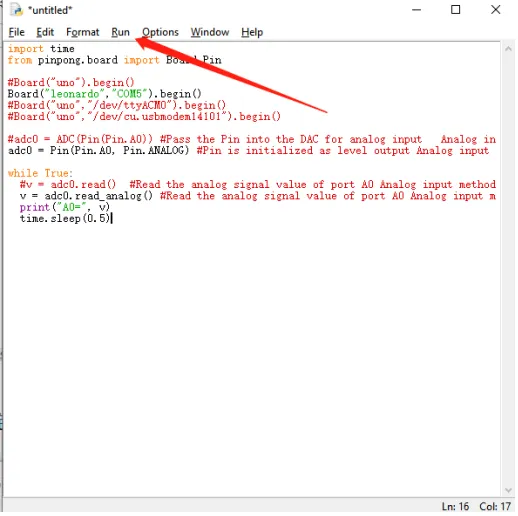 *untitled*
File Edit Format Run Options Window Help
import time
from pinpong.board import Board,Pin
#Board("uno").begin()
Board("leonardo","COM5").begin()
#Board("uno","/dev/ttyACM0").begin()
#Board("uno","/dev/cu.usbmodem14101").begin()
#adc0 = ADC(Pin(Pin.A0)) #Pass the Pin into the DAC for analog input  Analog in
adc0 = Pin(Pin.A0, Pin.ANALOG) #Pin is initialized as level output Analog input
while True:
  #v = adc0.read()  #Read the analog signal value of port A0 Analog input method
  v = adc0.read_analog() #Read the analog signal value of port A0 Analog input m
  print("A0=", v)
  time.sleep(0.5)
Ln: 16 Col: 17